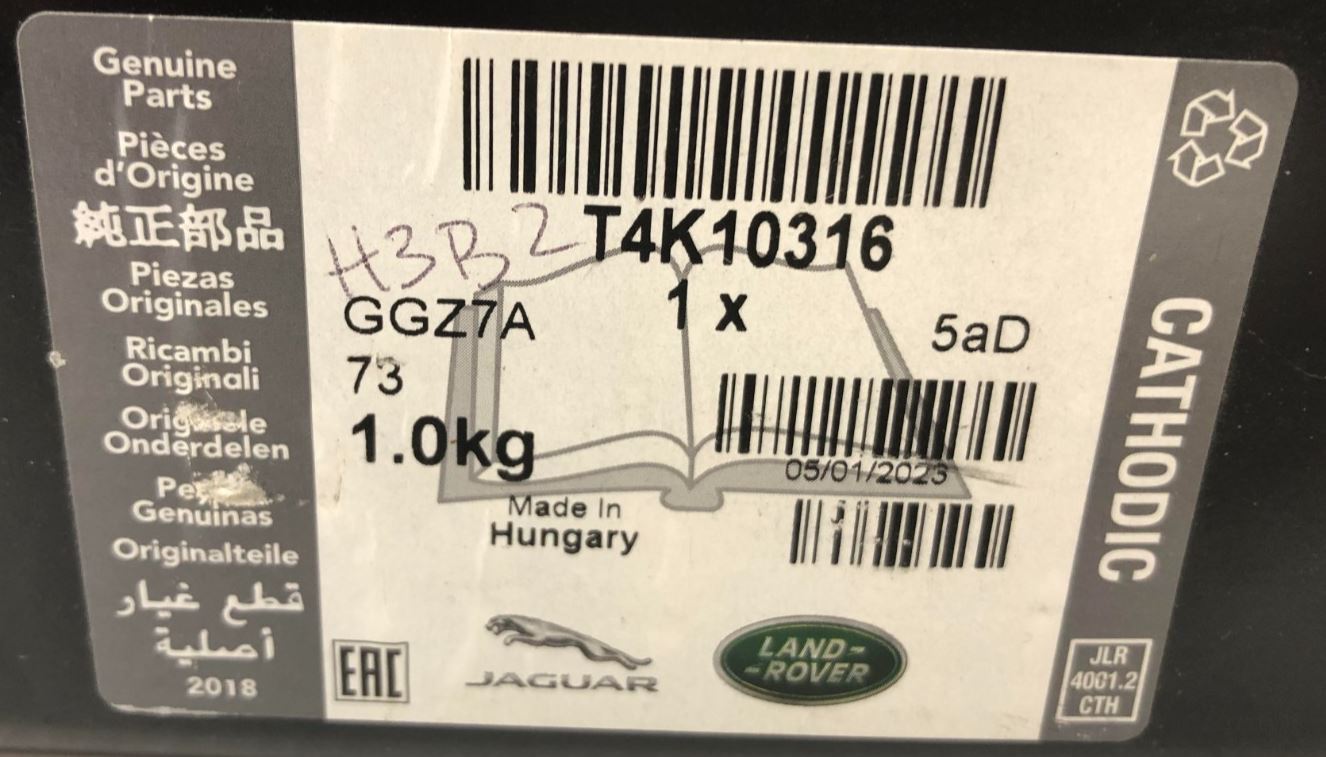 Genuine
Parts
Pièces
d'Origine
純正部品
Piezas
Originales
Ricambi
Originali
Onderdelen
Genuinas
Originalteile
قطع غيار
أصلية
2018
T4K10316
H3B2
1 x
GGZ7A
5aD
73
1.0kg
05/01/2023
Made In
Hungary
EAC
JAGUAR
LAND-
-ROVER
CATHODIC
JLR
4001.2
CTH